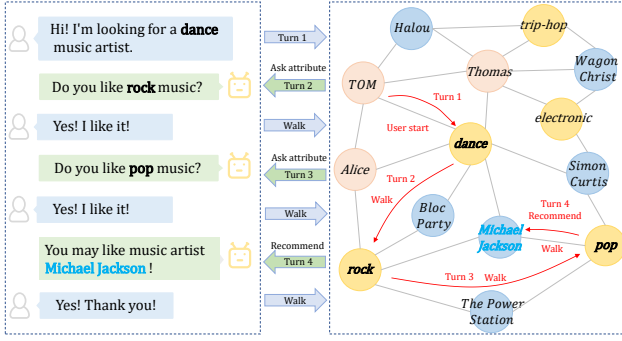 Hi! I'm looking for a dance
music artist.
Do you like rock music?
Yes! I like it!
Do you like pop music?
Yes! I like it!
You may like music artist
Michael Jackson !
Yes! Thank you!
Turn 1
Ask attribute
Turn 2
Walk
Ask attribute
Turn 3
Walk
Recommend
Turn 4
Walk
Halou
trip-hop
TOM
Thomas
Wagon
Christ
Turn 1
User start
electronic
dance
Alice
Turn 2
Walk
Simon
Curtis
Bloc
Party
Michael
Jackson
Turn 4
Recommend
Walk
pop
rock
Turn 3
Walk
The Power
Station